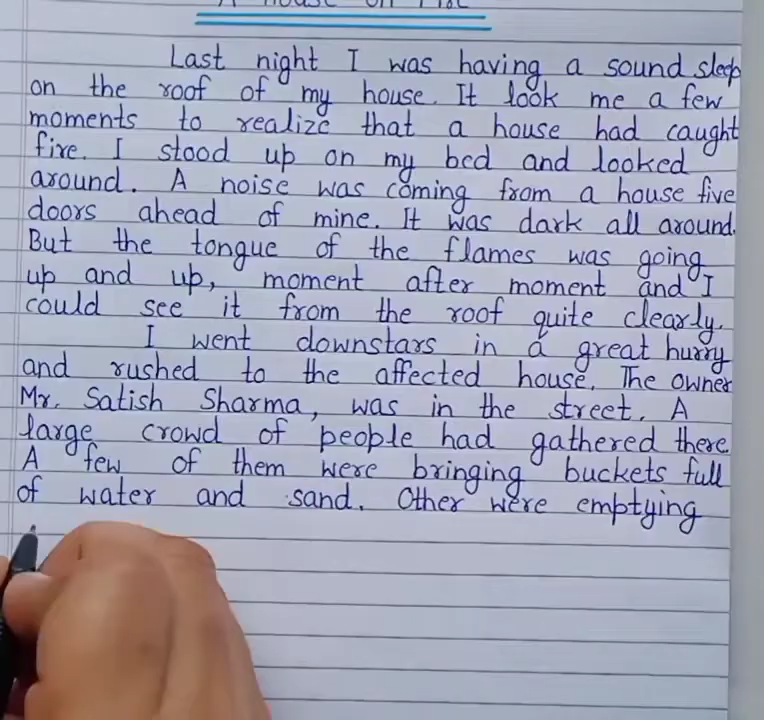 A House on Fire
Last night I was having a sound sleep
on the roof of my house. It look me a few
moments to realize that a house had caught
fire. I stood up on my bed and looked
around. A noise was coming from a house five
doors ahead of mine. It was dark all around.
But the tongue of the flames was going
up and up, moment after moment and I
could see it from the roof quite clearly.
I went downstars in a great hurry
and rushed to the affected house. The owner
Mr. Satish Sharma, was in the street. A
large crowd of people had gathered there
A few of them were bringing buckets full
of water and sand. Other were emptying